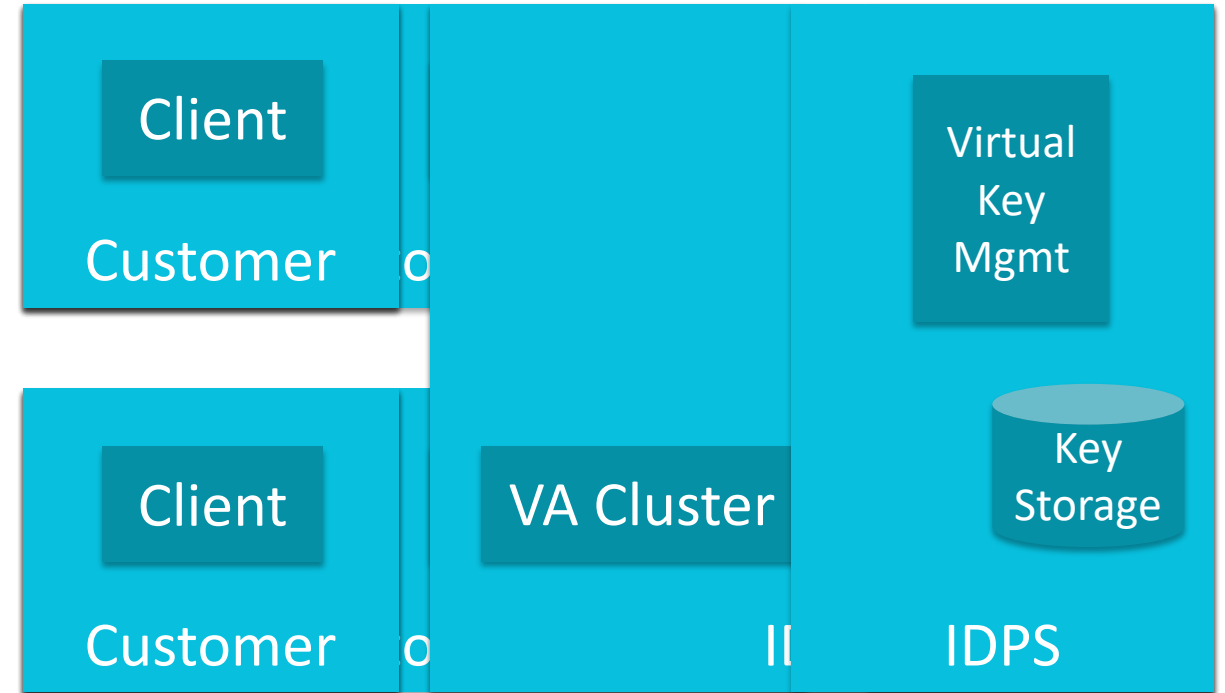 Client
Customer
Virtual
Key
Mgmt
Client
Customer
VA Cluster
Key
Storage
IDPS